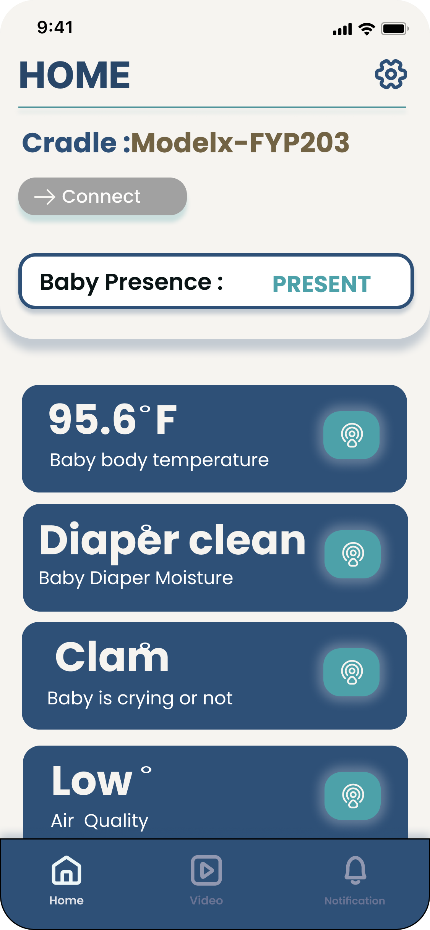 9:41
HOME
Cradle :Modelx-FYP203
→ Connect
Baby Presence : PRESENT
95.6°F
Baby body temperature
Diaper clean °
Baby Diaper Moisture
Clam °
Baby is crying or not
Low °
Air Quality
Home Video Notification